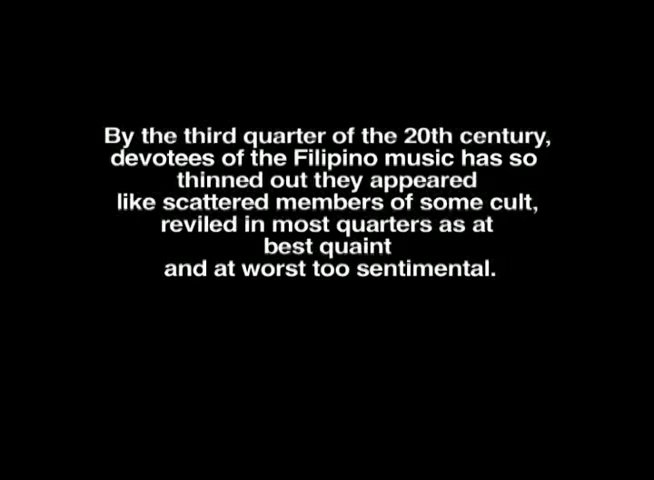 By the third quarter of the 20th century,
devotees of the Filipino music has so
thinned out they appeared
like scattered members of some cult,
reviled in most quarters as at
best quaint
and at worst too sentimental.